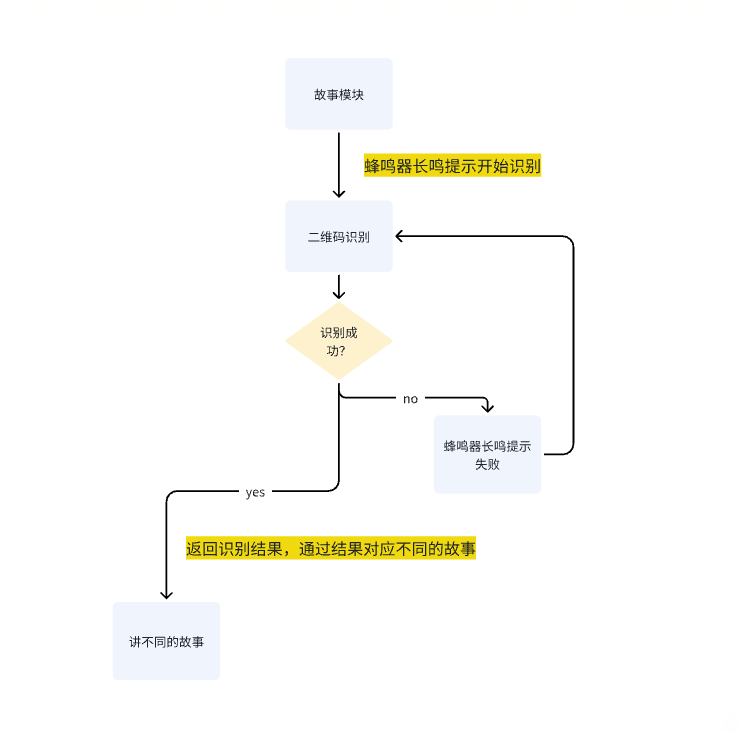 故事模块
蜂鸣器长鸣提示开始识别
二维码识别
识别成
功？
no
蜂鸣器长鸣提示
失败
yes
返回识别结果，通过结果对应不同的故事
讲不同的故事